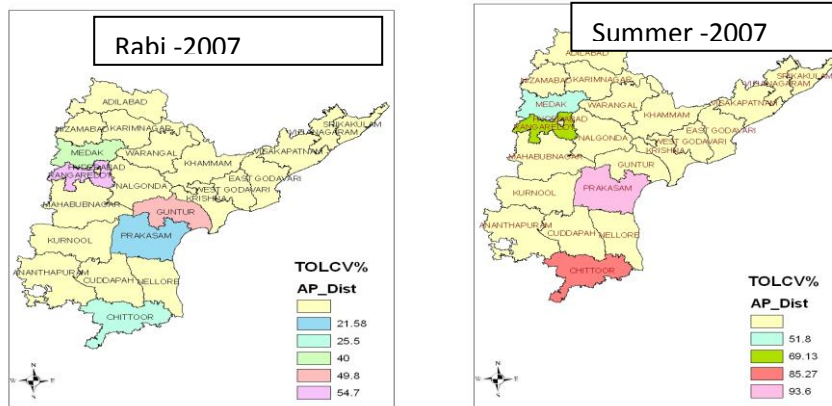 Rabi -2007
ADILABAD
NIZAMABAD
KARIMNAGAR
SRIKAKULAM
VISAKAPATNAM
MEDAK
WARANGAL
KHAMMAM
RANGAREDDY
NALGONDA
WEST GODAVARI
EAST GODAVARI
KRISHNA
MAHABUBNAGAR
GUNTUR
KURNOOL
PRAKASAM
ANANTHAPURAM
CUDDAPAH
NELLORE
CHITTOOR
TOLCV%
AP_Dist
21.58
25.5
40
49.8
54.7
Summer -2007
ADILABAD
NIZAMABAD
KARIMNAGAR
SRIKAKULAM
VISAKAPATNAM
MEDAK
WARANGAL
KHAMMAM
RANGAREDDY
NALGONDA
WEST GODAVARI
EAST GODAVARI
KRISHNA
MAHABUBNAGAR
GUNTUR
PRAKASAM
KURNOOL
ANANTHAPURAM
CUDDAPAH
NELLORE
CHITTOOR
TOLCV%
AP_Dist
51.8
69.13
85.27
93.6